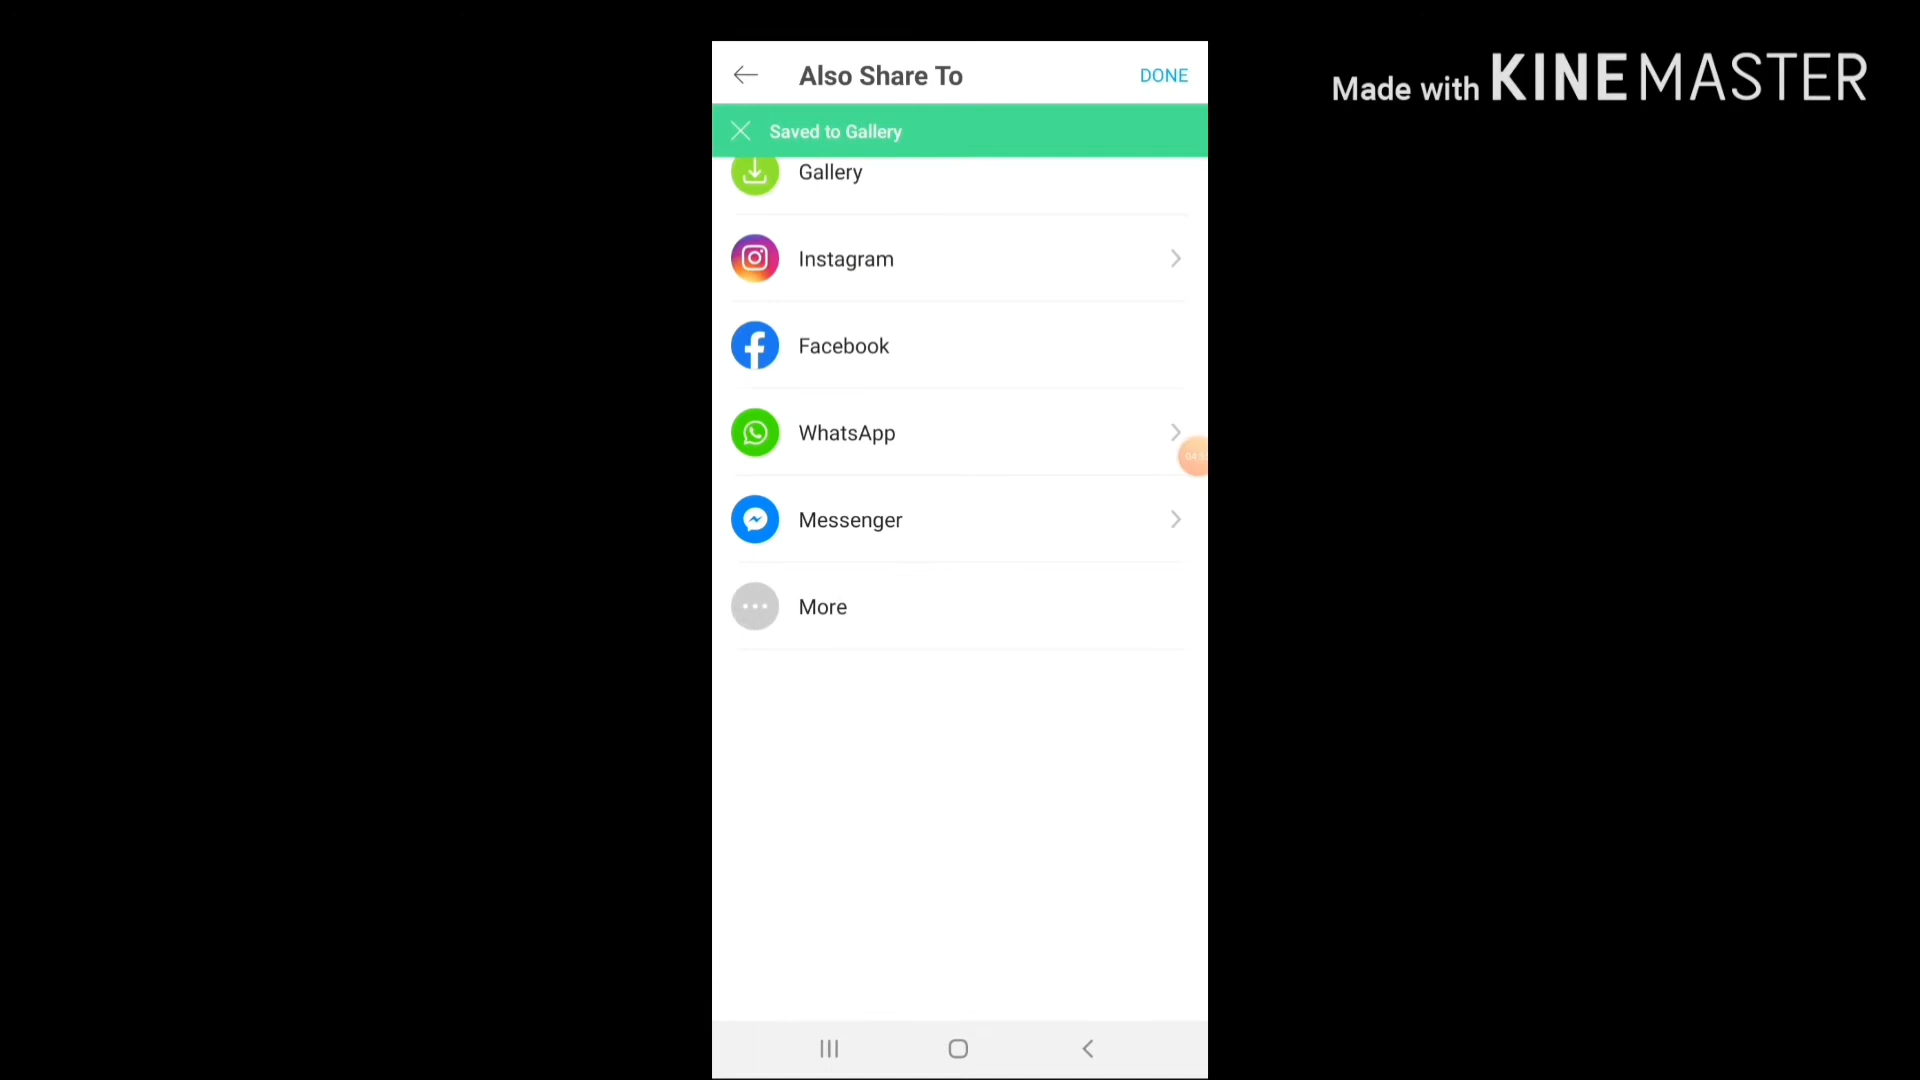 Also Share To
DONE
Made with KINEMASTER
Saved to Gallery
Gallery
Instagram
Facebook
WhatsApp
Messenger
More